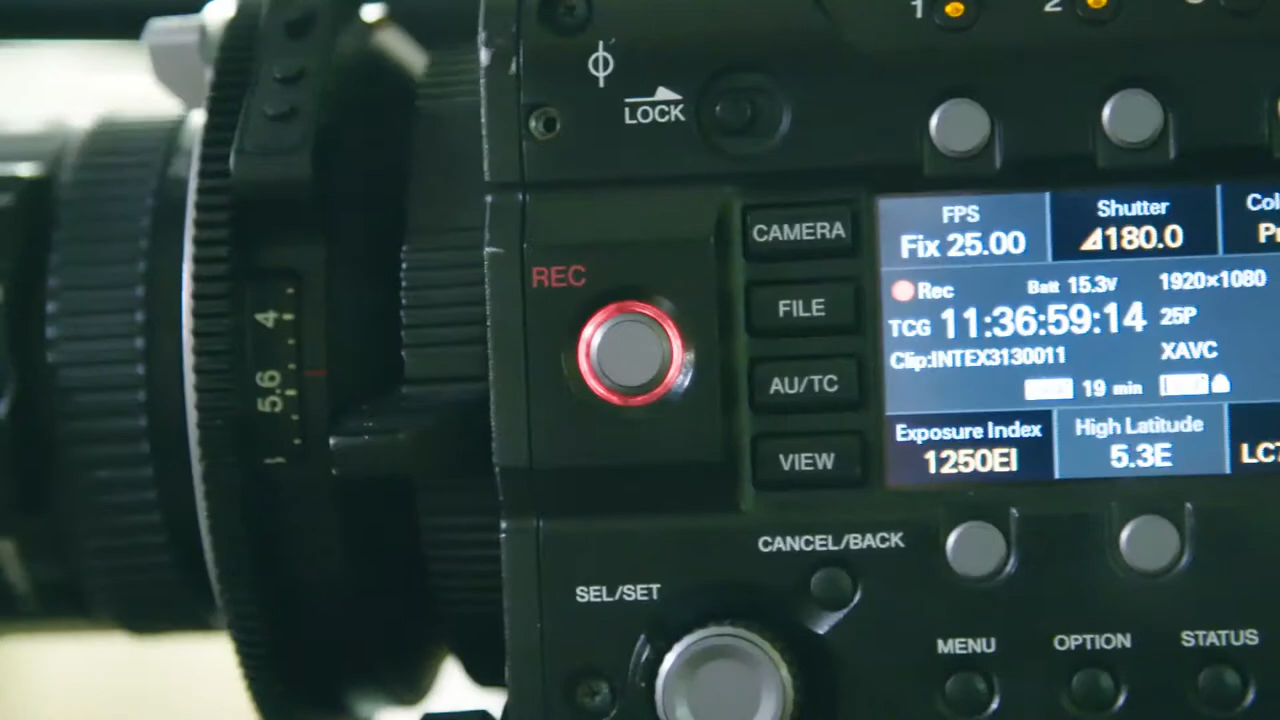 1 2
LOCK
REC
4
5.6
CAMERA
FILE
AU/TC
VIEW
FPS
Fix 25.00
Shutter
180.0
Rec
Batt 15.3V
1920×1080
TCG 11:36:59:14
25P
Clip:INTEX3130011
XAVC
19 min
Exposure Index
1250EI
High Latitude
5.3E
CANCEL/BACK
SEL/SET
MENU
OPTION
STATUS